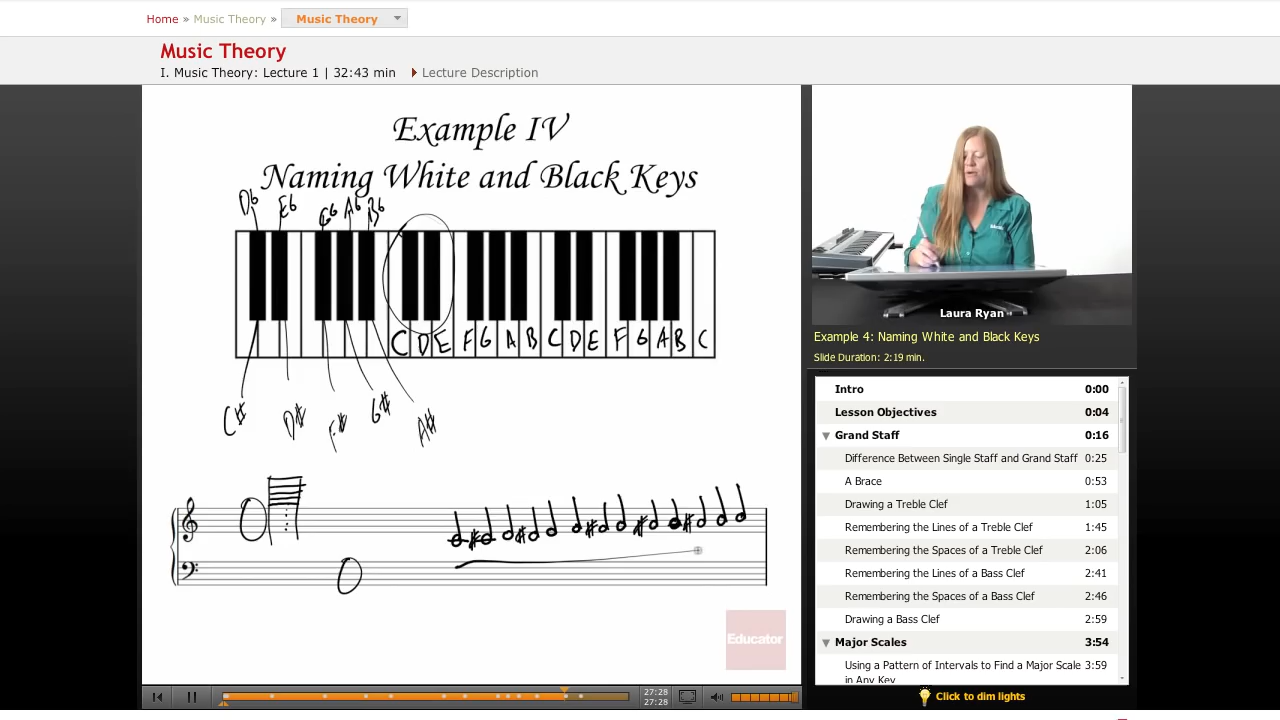 Home » Music Theory » Music Theory
Music Theory
I. Music Theory: Lecture 1 | 32:43 min Lecture Description
Example IV
Naming White and Black Keys
D♭ E♭ G♭ A♭ B♭
C D E F G A B C D E F G A B C
C# D# F# G# A#
Educator
27:28
27:28
Laura Ryan
Example 4: Naming White and Black Keys
Slide Duration: 2:19 min.
Intro 0:00
Lesson Objectives 0:04
Grand Staff 0:16
Difference Between Single Staff and Grand Staff 0:25
A Brace 0:53
Drawing a Treble Clef 1:05
Remembering the Lines of a Treble Clef 1:45
Remembering the Spaces of a Treble Clef 2:06
Remembering the Lines of a Bass Clef 2:41
Remembering the Spaces of a Bass Clef 2:46
Drawing a Bass Clef 2:59
Major Scales 3:54
Using a Pattern of Intervals to Find a Major Scale 3:59
in Any Key
Click to dim lights